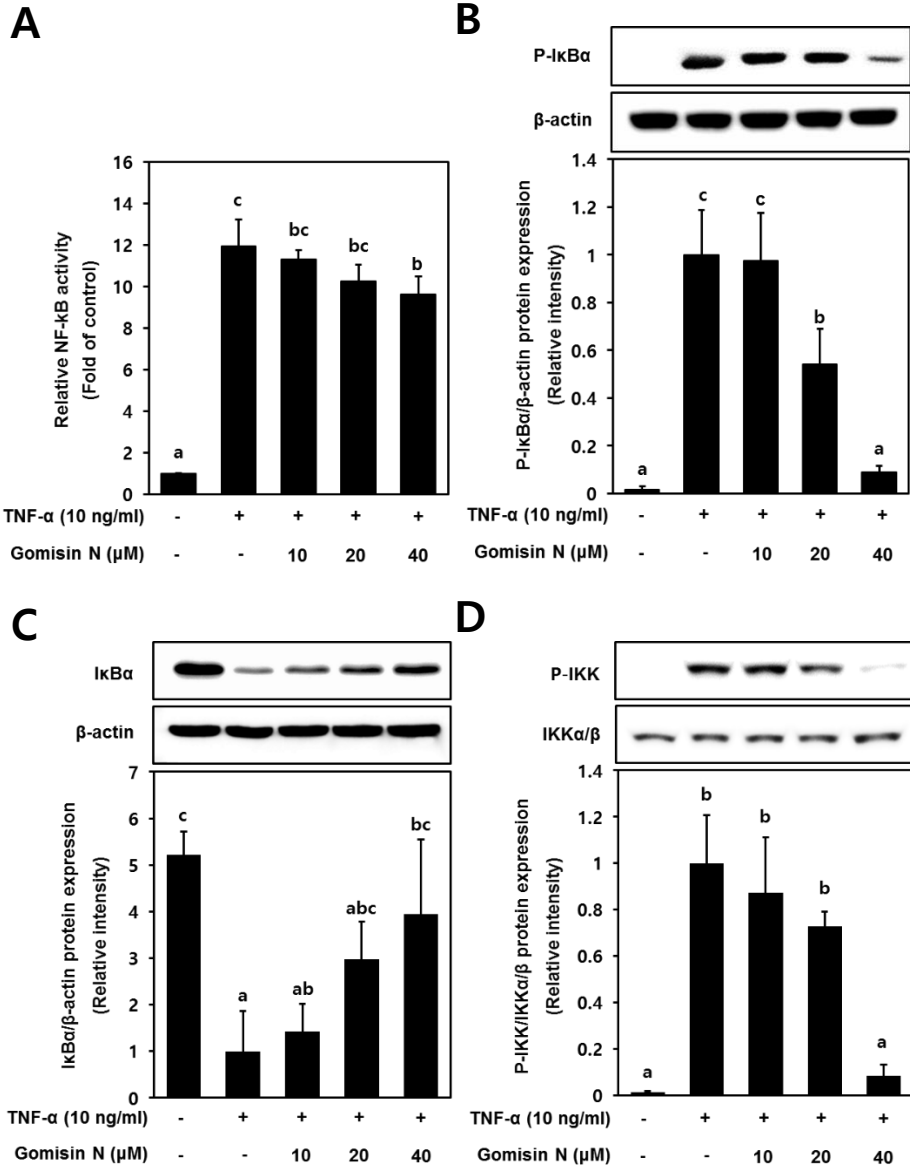 A
Relative NF-kB activity
(Fold of control)
16
14
12
10
8
6
4
2
0
a
c
bc
bc
b
TNF-α (10 ng/ml) - + + + +
Gomisin N (μM) - - 10 20 40
B
P-IκBα
β-actin
P-IκBα/β-actin protein expression
(Relative intensity)
1.4
1.2
1
0.8
0.6
0.4
0.2
0
a
c
c
b
a
TNF-α (10 ng/ml) - + + + +
Gomisin N (μM) - - 10 20 40
C
IκBα
β-actin
IκBα/β-actin protein expression
(Relative intensity)
7
6
5
4
3
2
1
0
c
a
ab
abc
bc
TNF-α (10 ng/ml) - + + + +
Gomisin N (μM) - - 10 20 40
D
P-IKK
IKKα/β
P-IKK/IKKα/β protein expression
(Relative intensity)
1.4
1.2
1
0.8
0.6
0.4
0.2
0
a
b
b
b
a
TNF-α (10 ng/ml) - + + + +
Gomisin N (μM) - - 10 20 40